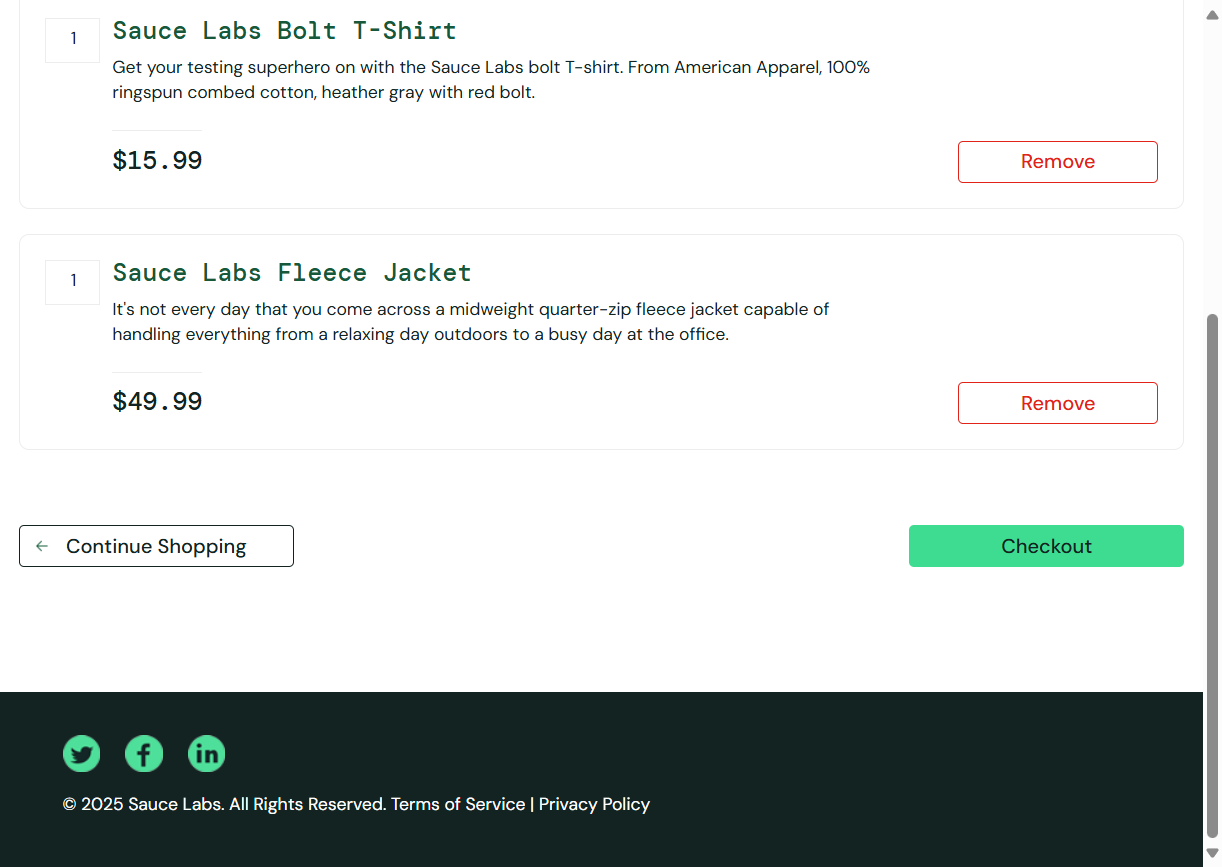 1
Sauce Labs Bolt T-Shirt
Get your testing superhero on with the Sauce Labs bolt T-shirt. From American Apparel, 100%
ringspun combed cotton, heather gray with red bolt.
$15.99
Remove
1
Sauce Labs Fleece Jacket
It's not every day that you come across a midweight quarter-zip fleece jacket capable of
handling everything from a relaxing day outdoors to a busy day at the office.
$49.99
Remove
Continue Shopping
Checkout
© 2025 Sauce Labs. All Rights Reserved. Terms of Service | Privacy Policy